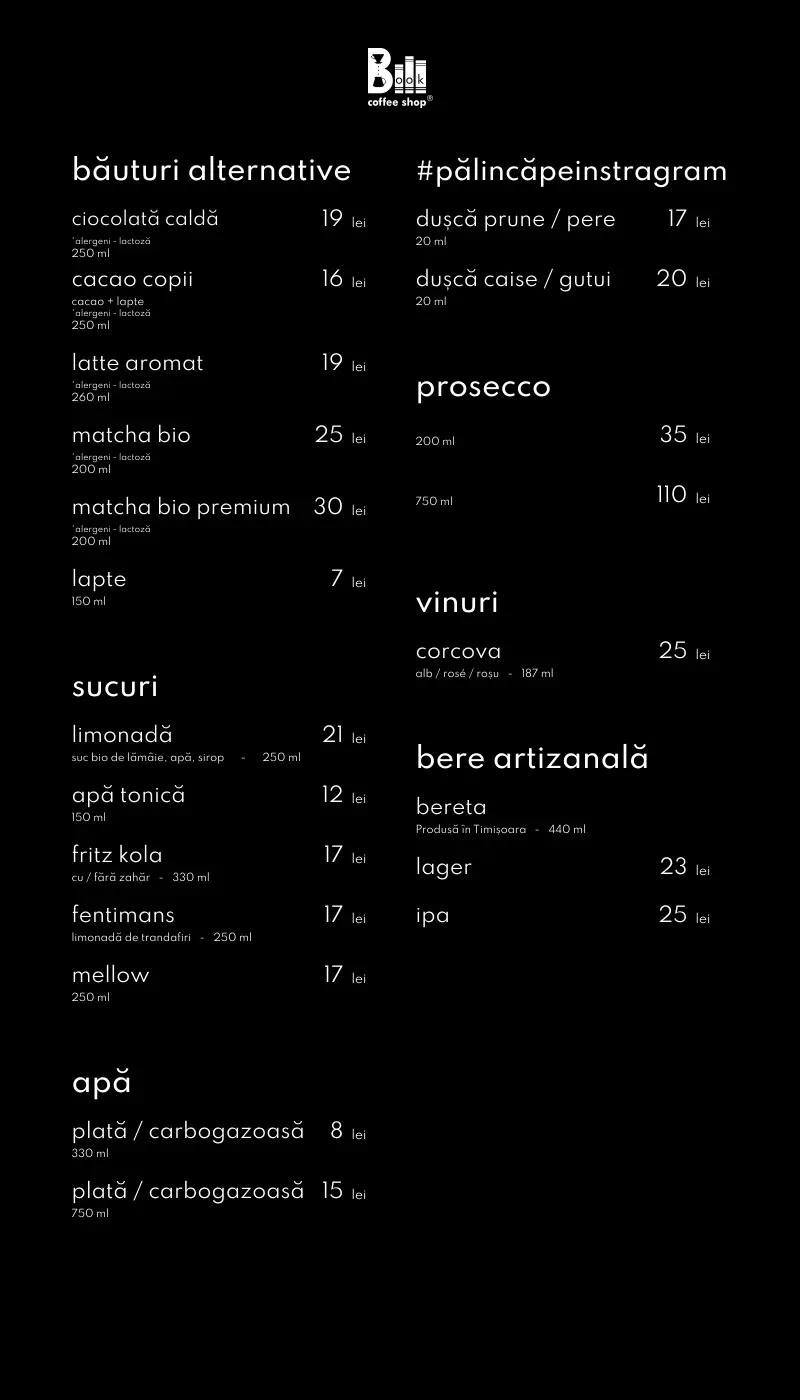 Book
coffee shop®
băuturi alternative
ciocolată caldă 19 lei
*alergeni - lactoză
250 ml
cacao copii 16 lei
cacao + lapte
*alergeni - lactoză
250 ml
latte aromat 19 lei
*alergeni - lactoză
260 ml
matcha bio 25 lei
*alergeni - lactoză
200 ml
matcha bio premium 30 lei
*alergeni - lactoză
200 ml
lapte 7 lei
150 ml
sucuri
limonadă 21 lei
suc bio de lămâie, apă, sirop - 250 ml
apă tonică 12 lei
150 ml
fritz kola 17 lei
cu / fără zahăr - 330 ml
fentimans 17 lei
limonadă de trandafiri - 250 ml
mellow 17 lei
250 ml
apă
plată / carbogazoasă 8 lei
330 ml
plată / carbogazoasă 15 lei
750 ml
#pălincăpeinstragram
dușcă prune / pere 17 lei
20 ml
dușcă caise / gutui 20 lei
20 ml
prosecco
200 ml 35 lei
750 ml 110 lei
vinuri
corcova 25 lei
alb / rosé / roșu - 187 ml
bere artizanală
bereta
Produsă în Timișoara - 440 ml
lager 23 lei
ipa 25 lei